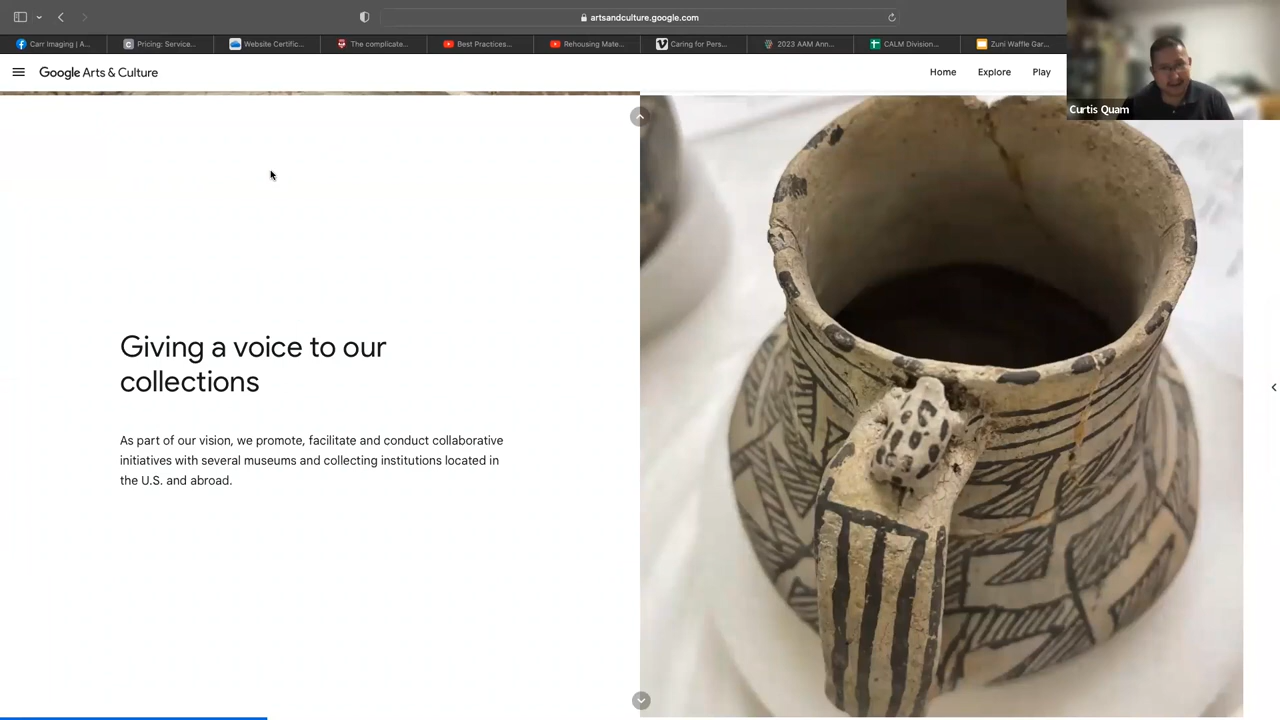 artsandculture.google.com
Carr Imaging | A...
Pricing: Service...
Website Certific...
The complicate...
Best Practices...
Rehousing Mate...
Caring for Pers...
2023 AAM Ann...
CALM Division...
Zuni Waffle Gar...
Google Arts & Culture
Home
Explore
Play
Curtis Quam
Giving a voice to our
collections
As part of our vision, we promote, facilitate and conduct collaborative
initiatives with several museums and collecting institutions located in
the U.S. and abroad.